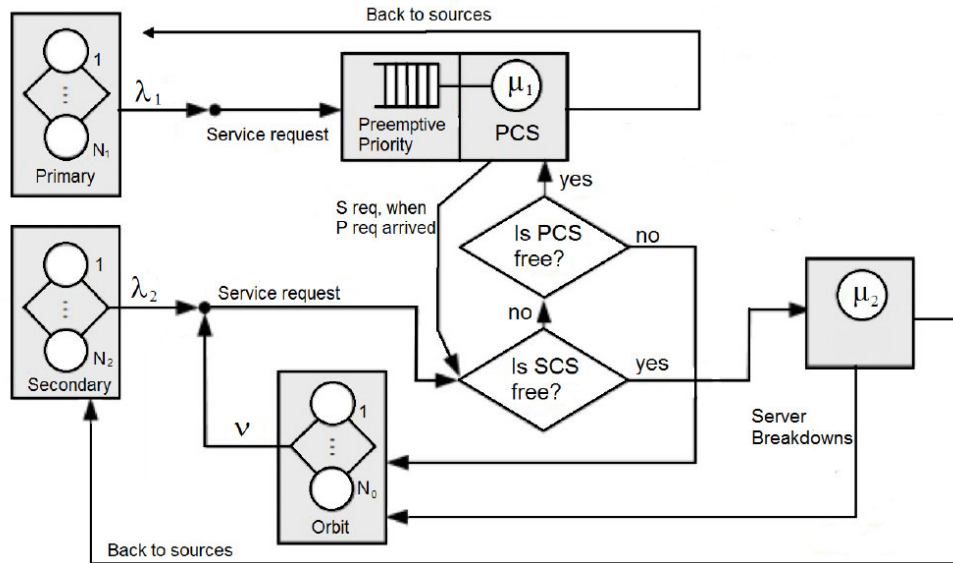 Back to sources
1
N₁
Primary
λ₁
Service request
Preemptive
Priority
μ₁
PCS
S req, when
P req arrived
yes
Is PCS
free?
no
1
N₂
Secondary
λ₂
Service request
no
Is SCS
free?
yes
μ₂
Server
Breakdowns
ν
1
N₀
Orbit
Back to sources